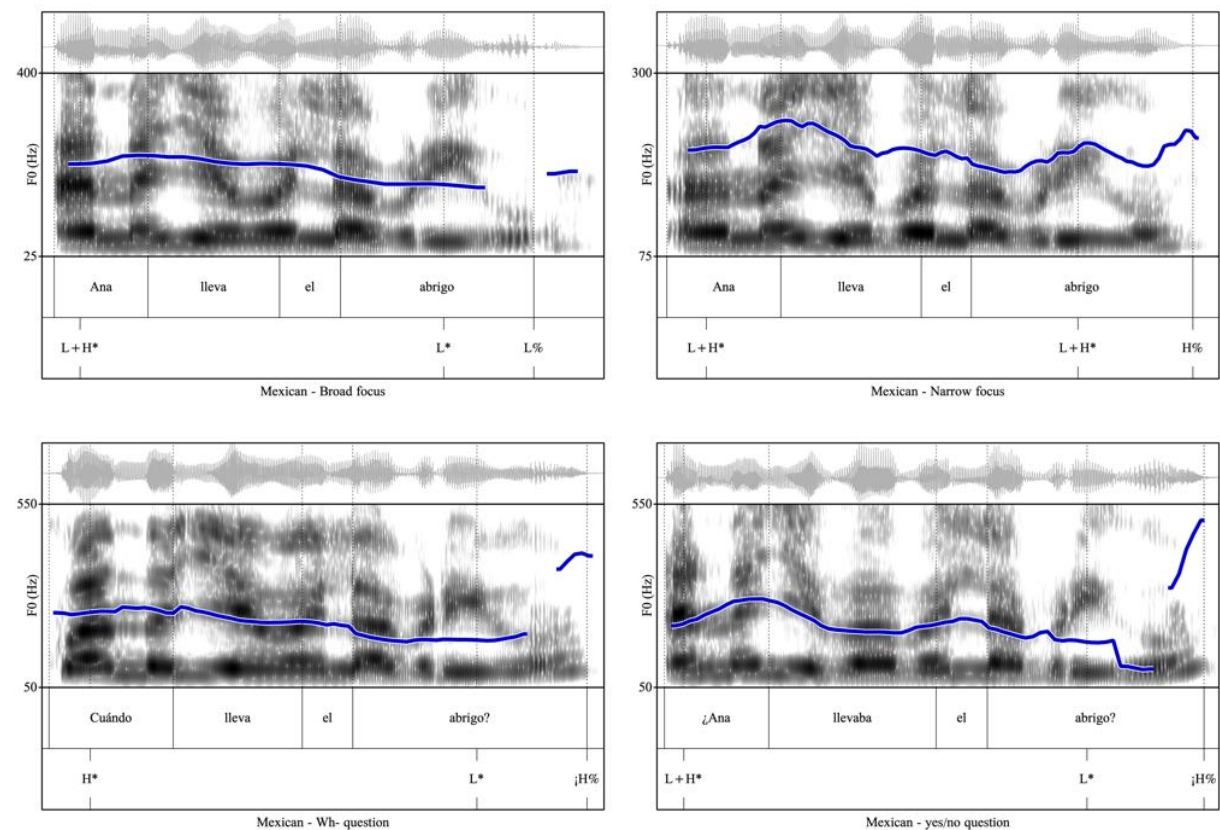 400
F0 (Hz)
25
Ana lleva el abrigo
L+H* L* L%
Mexican - Broad focus
300
F0 (Hz)
75
Ana lleva el abrigo
L+H* L+H* H%
Mexican - Narrow focus
550
F0 (Hz)
50
Cuándo lleva el abrigo?
H* L* ¡H%
Mexican - Wh- question
550
F0 (Hz)
50
¿Ana llevaba el abrigo?
L+H* L* ¡H%
Mexican - yes/no question